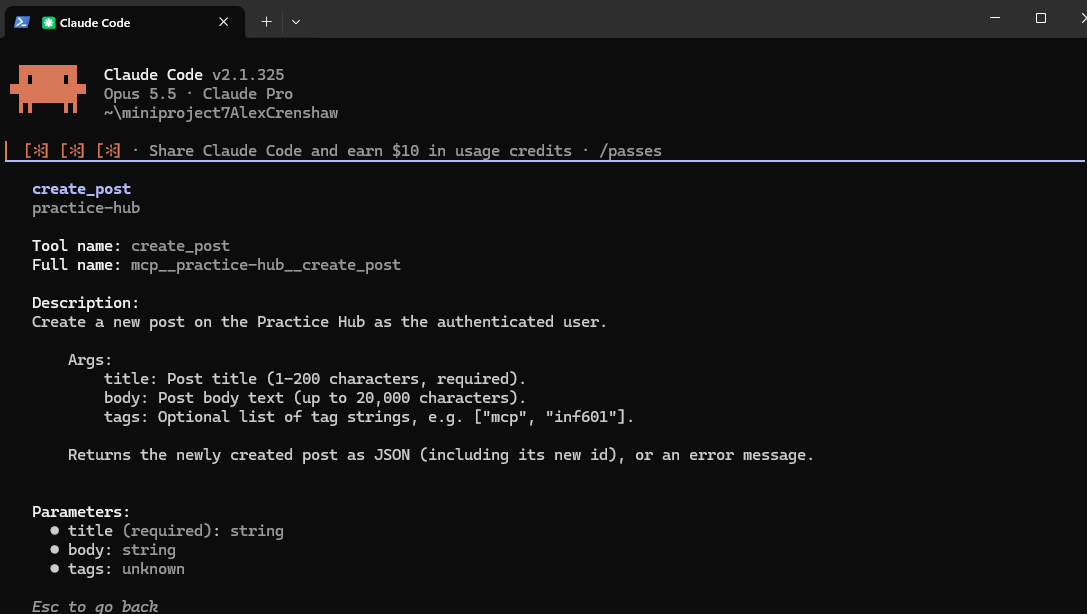 Claude Code
Claude Code v2.1.325
Opus 5.5 · Claude Pro
~\miniproject7AlexCrenshaw
[✻] [✻] [✻] · Share Claude Code and earn $10 in usage credits · /passes
create_post
practice-hub
Tool name: create_post
Full name: mcp__practice-hub__create_post
Description:
Create a new post on the Practice Hub as the authenticated user.
Args:
title: Post title (1-200 characters, required).
body: Post body text (up to 20,000 characters).
tags: Optional list of tag strings, e.g. ["mcp", "inf601"].
Returns the newly created post as JSON (including its new id), or an error message.
Parameters:
● title (required): string
● body: string
● tags: unknown
Esc to go back